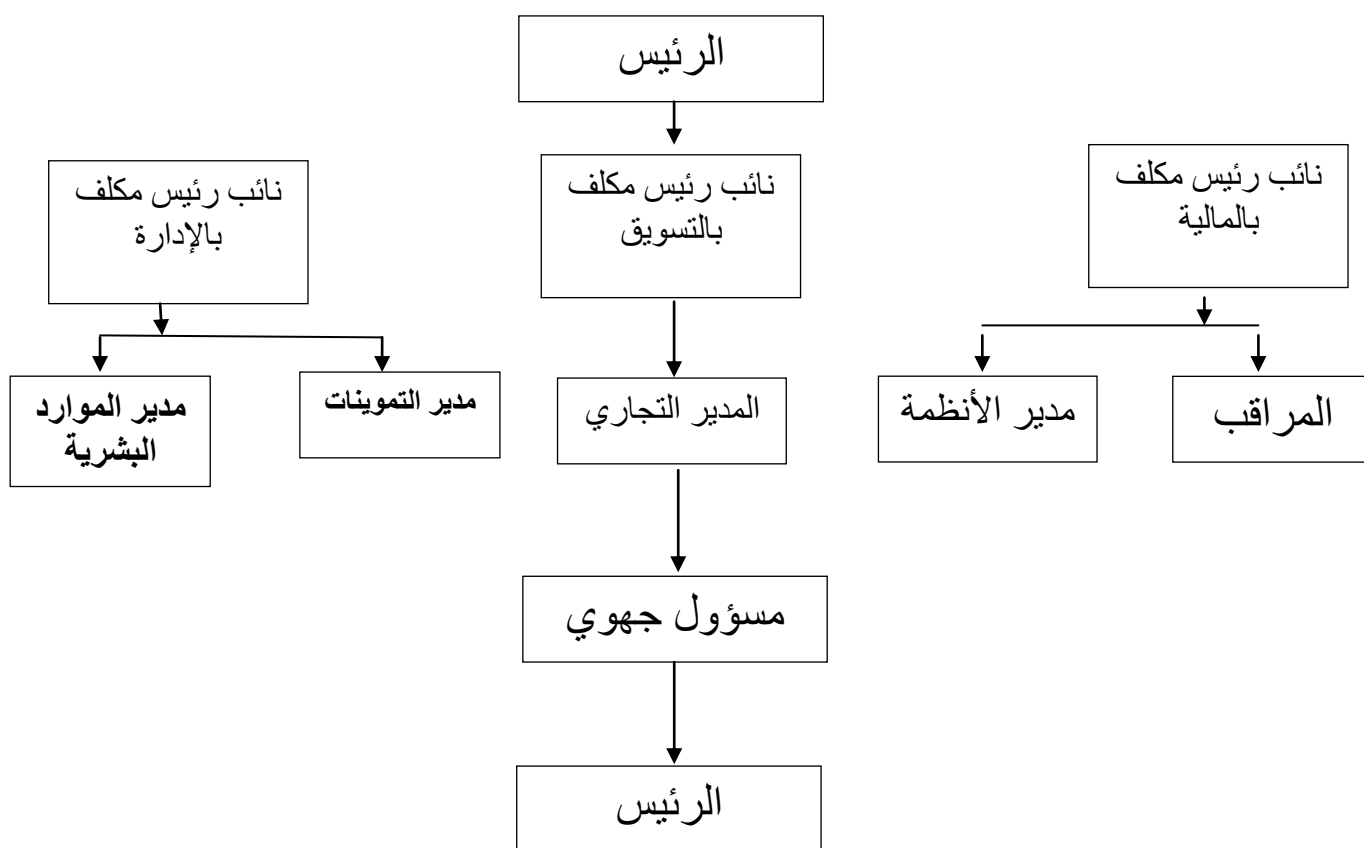 الرئيس
نائب رئيس مكلف
بالمالية
نائب رئيس مكلف
بالتسويق
نائب رئيس مكلف
بالإدارة
المراقب
مدير الأنظمة
المدير التجاري
مدير التموينات
مدير الموارد
البشرية
مسؤول جهوي
الرئيس